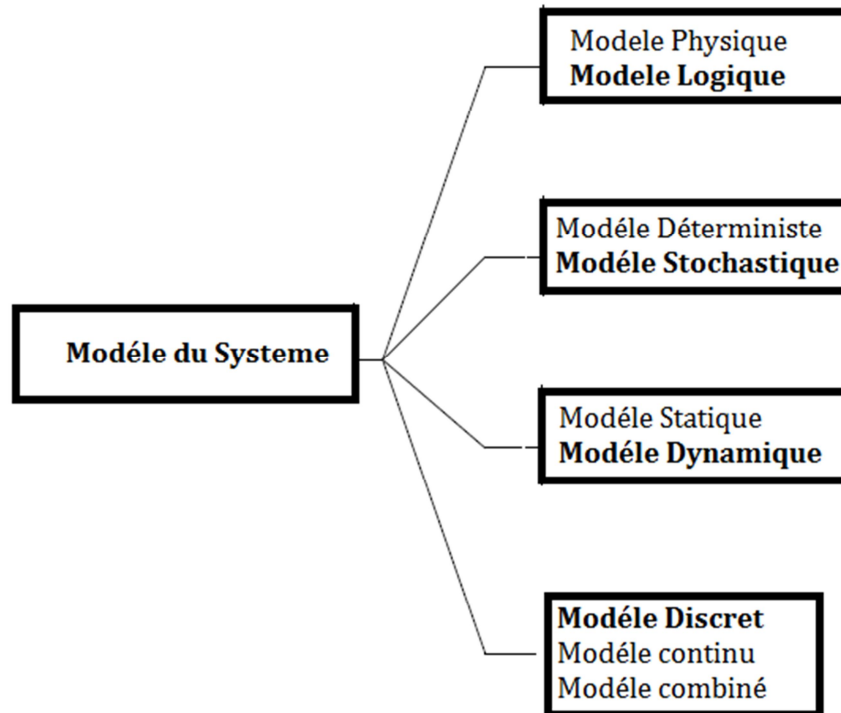 Modele Physique
Modele Logique
Modéle Déterministe
Modéle Stochastique
Modéle du Systeme
Modéle Statique
Modéle Dynamique
Modéle Discret
Modéle continu
Modéle combiné